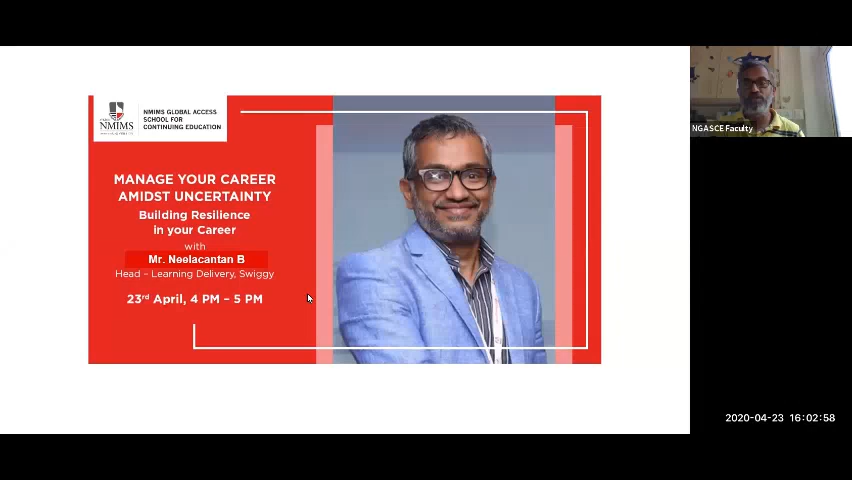 NMIMS
NMIMS GLOBAL ACCESS
SCHOOL FOR
CONTINUING EDUCATION
MANAGE YOUR CAREER
AMIDST UNCERTAINTY
Building Resilience
in your Career
with
Mr. Neelacantan B
Head – Learning Delivery, Swiggy
23rd April, 4 PM – 5 PM
NGASCE Faculty
2020-04-23 16:02:58